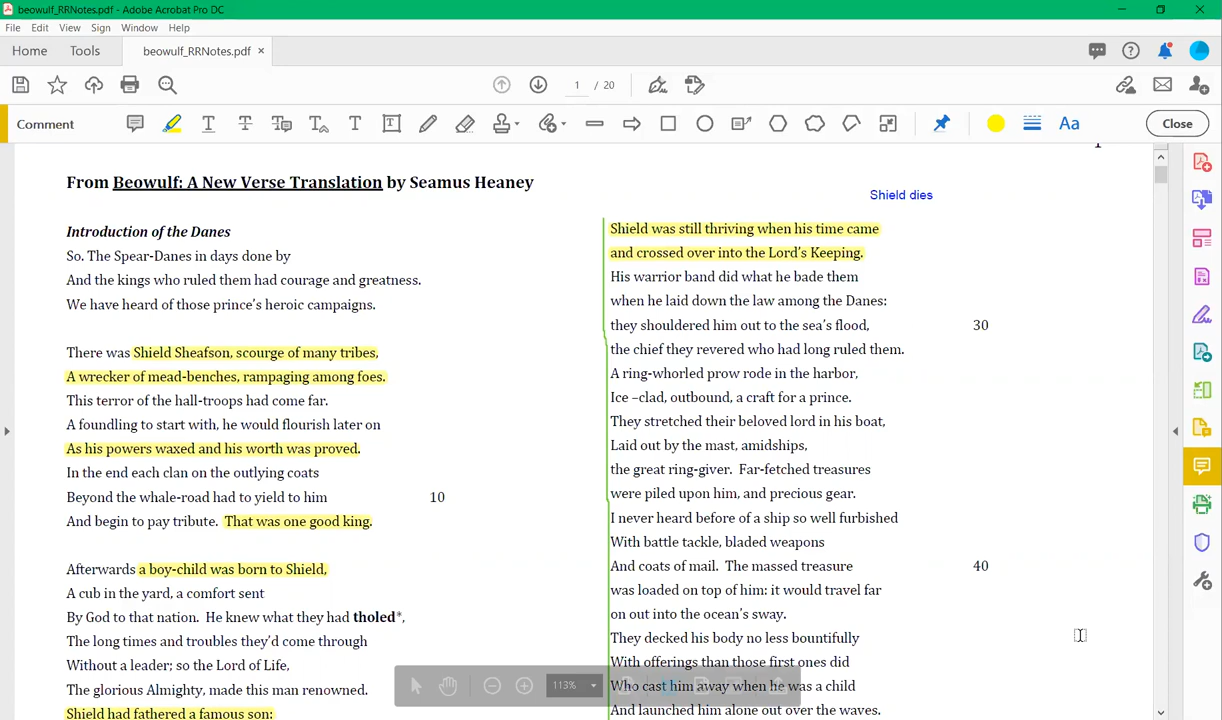 beowulf_RRNotes.pdf - Adobe Acrobat Pro DC
File Edit View Sign Window Help
Home Tools beowulf_RRNotes.pdf ×
1 / 20
Comment
Close
1
From Beowulf: A New Verse Translation by Seamus Heaney
Introduction of the Danes
So. The Spear-Danes in days done by
And the kings who ruled them had courage and greatness.
We have heard of those prince's heroic campaigns.
There was Shield Sheafson, scourge of many tribes,
A wrecker of mead-benches, rampaging among foes.
This terror of the hall-troops had come far.
A foundling to start with, he would flourish later on
As his powers waxed and his worth was proved.
In the end each clan on the outlying coats
Beyond the whale-road had to yield to him 10
And begin to pay tribute. That was one good king.
Afterwards a boy-child was born to Shield,
A cub in the yard, a comfort sent
By God to that nation. He knew what they had tholed*,
The long times and troubles they'd come through
Without a leader; so the Lord of Life,
The glorious Almighty, made this man renowned.
Shield had fathered a famous son:
Shield dies
Shield was still thriving when his time came
and crossed over into the Lord's Keeping.
His warrior band did what he bade them
when he laid down the law among the Danes:
they shouldered him out to the sea's flood, 30
the chief they revered who had long ruled them.
A ring-whorled prow rode in the harbor,
Ice –clad, outbound, a craft for a prince.
They stretched their beloved lord in his boat,
Laid out by the mast, amidships,
the great ring-giver. Far-fetched treasures
were piled upon him, and precious gear.
I never heard before of a ship so well furbished
With battle tackle, bladed weapons
And coats of mail. The massed treasure 40
was loaded on top of him: it would travel far
on out into the ocean's sway.
They decked his body no less bountifully
With offerings than those first ones did
Who cast him away when he was a child
And launched him alone out over the waves.
113%